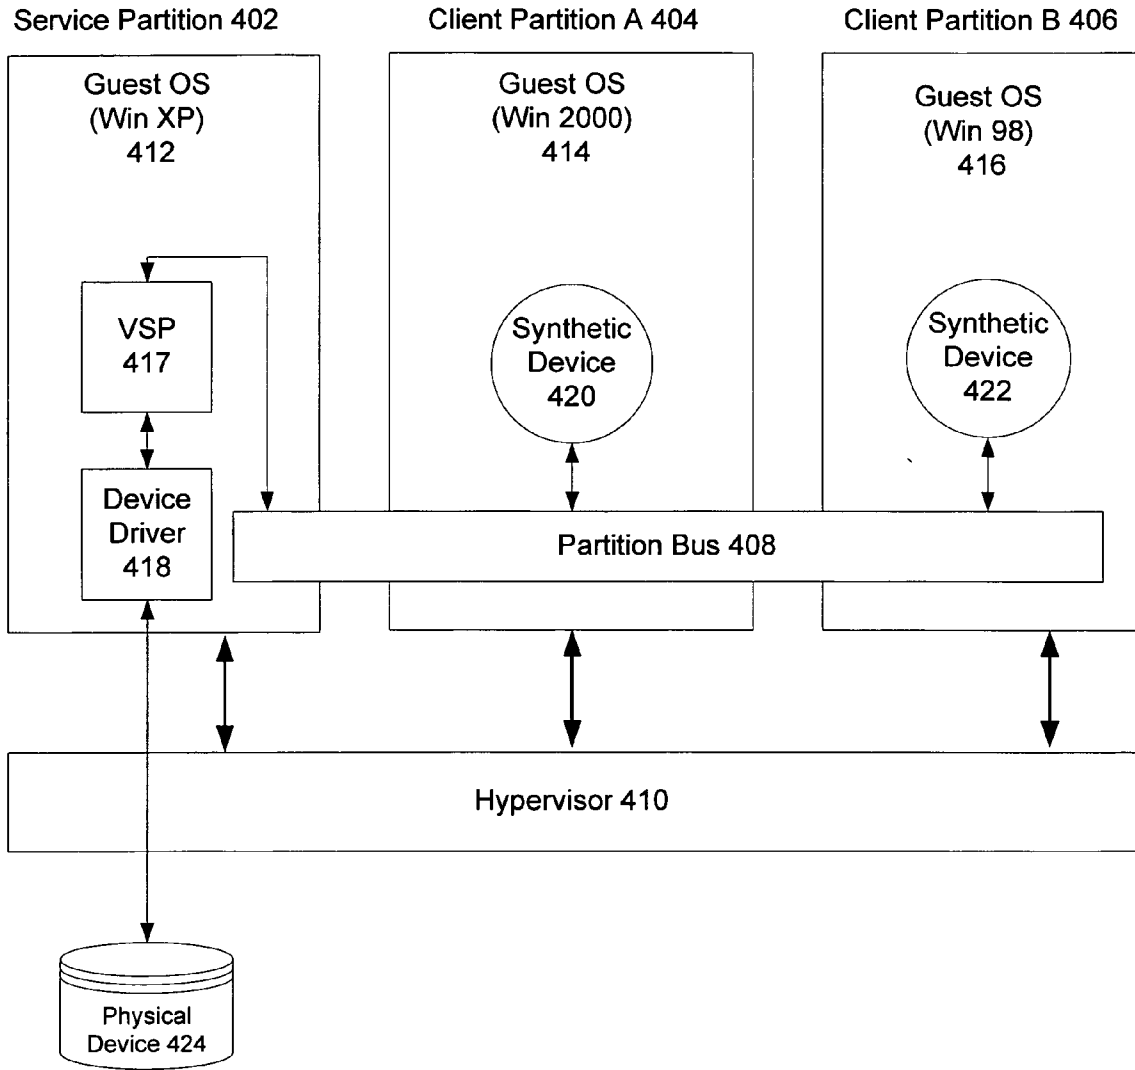 Service Partition 402
Client Partition A 404
Client Partition B 406
Guest OS
(Win XP)
412
Guest OS
(Win 2000)
414
Guest OS
(Win 98)
416
VSP
417
Synthetic
Device
420
Synthetic
Device
422
Device
Driver
418
Partition Bus 408
Hypervisor 410
Physical
Device 424